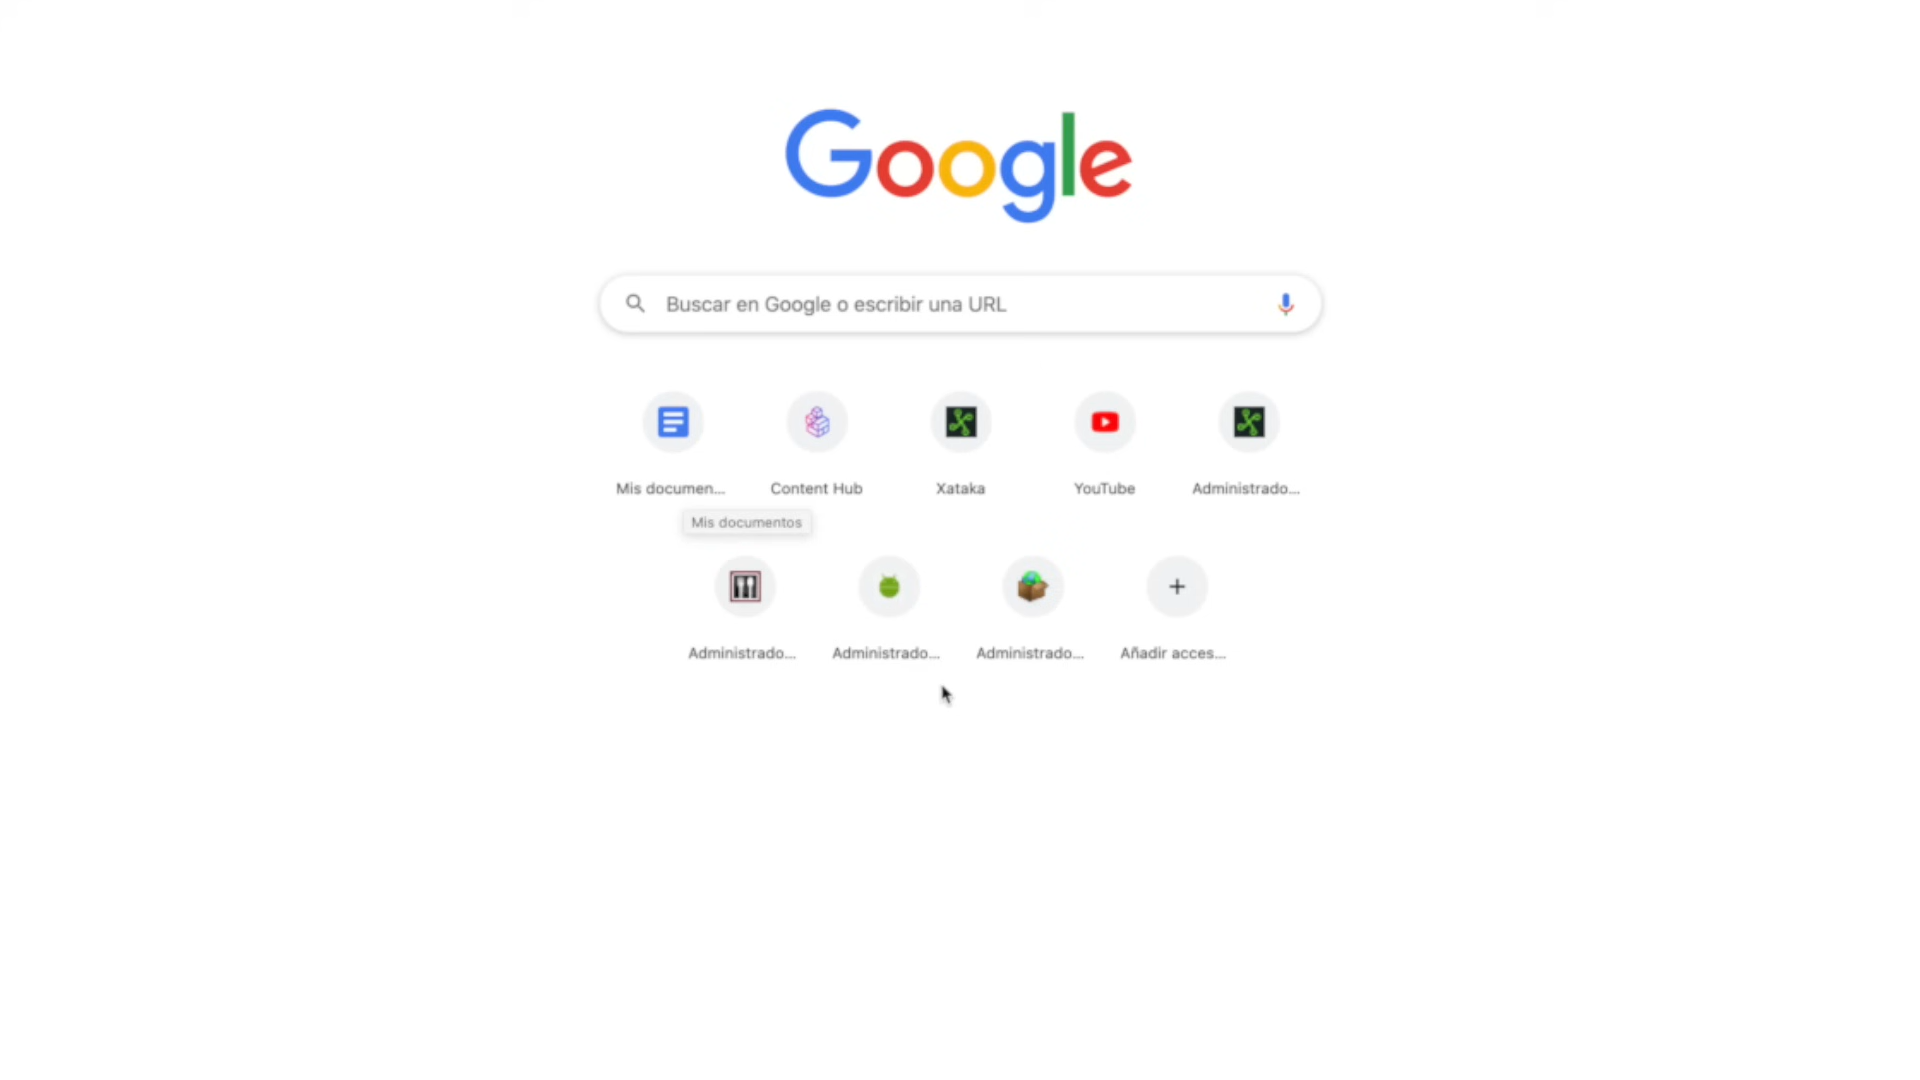 Google
Buscar en Google o escribir una URL
Mis documen...
Content Hub
Xataka
YouTube
Administrado...
Mis documentos
Administrado...
Administrado...
Administrado...
Añadir acces...